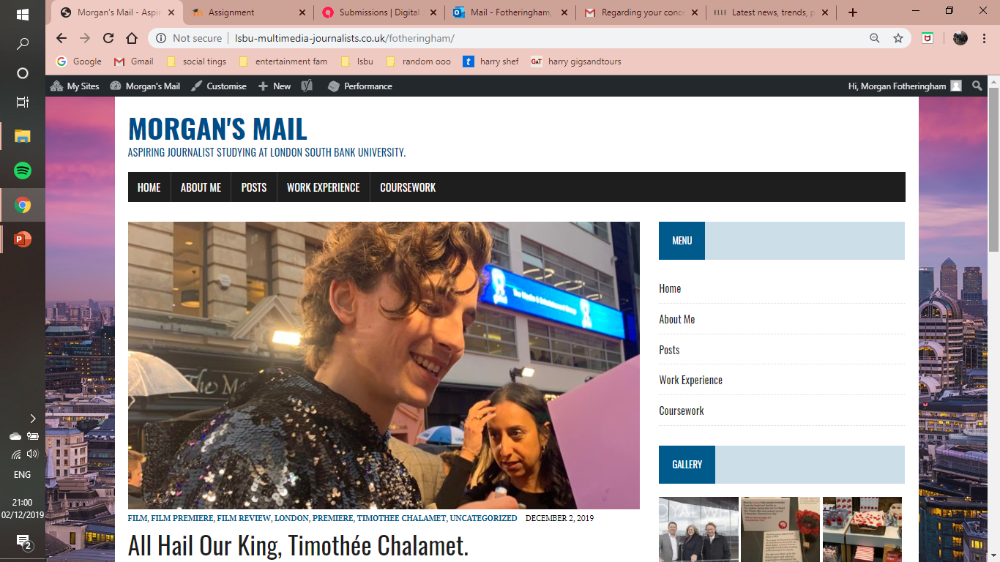 Morgan's Mail - Aspir
Assignment
Submissions | Digital
Mail - Fotheringham,
Regarding your conce
ELLE Latest news, trends, p
Not secure | lsbu-multimedia-journalists.co.uk/fotheringham/
Google Gmail social tings entertainment fam lsbu random ooo harry shef harry gigsandtours
My Sites Morgan's Mail Customise New Performance Hi, Morgan Fotheringham
MORGAN'S MAIL
ASPIRING JOURNALIST STUDYING AT LONDON SOUTH BANK UNIVERSITY.
HOME ABOUT ME POSTS WORK EXPERIENCE COURSEWORK
MENU
Home
About Me
Posts
Work Experience
Coursework
GALLERY
The
FILM, FILM PREMIERE, FILM REVIEW, LONDON, PREMIERE, TIMOTHEE CHALAMET, UNCATEGORIZED DECEMBER 2, 2019
All Hail Our King, Timothée Chalamet.
ENG
21:00
02/12/2019
2